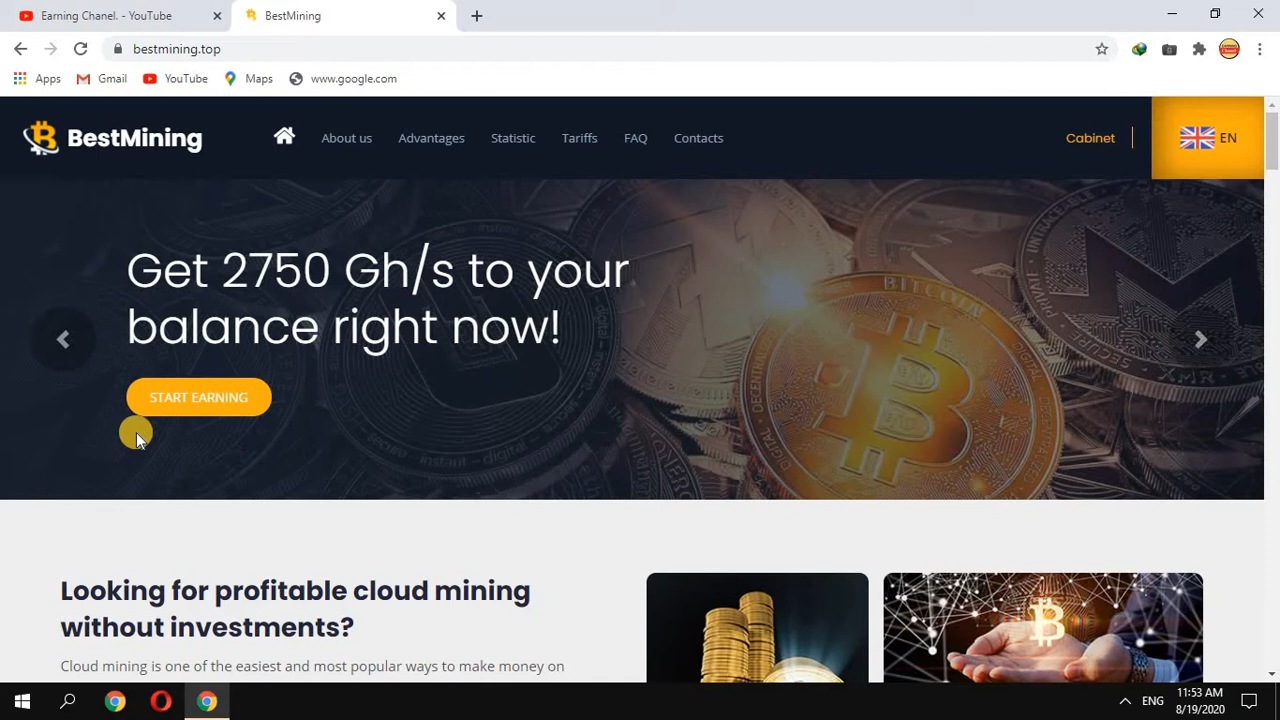 Earning Chanel. - YouTube
BestMining
bestmining.top
Apps
Gmail
YouTube
Maps
www.google.com
BestMining
About us
Advantages
Statistic
Tariffs
FAQ
Contacts
Cabinet
EN
Get 2750 Gh/s to your
balance right now!
START EARNING
BITCOIN
Looking for profitable cloud mining
without investments?
Cloud mining is one of the easiest and most popular ways to make money on
ENG
11:53 AM
8/19/2020